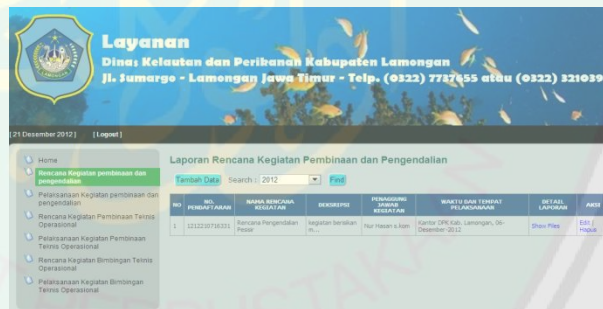 Layanan
Dinas Kelautan dan Perikanan Kabupaten Lamongan
Jl. Sumargo - Lamongan Jawa Timur - Telp. (0322) 7737455 atau (0322) 321039
[21 Desember 2012] [Logout]
Home
Rencana Kegiatan pembinaan dan
pengendalian
Pelaksanaan Kegiatan pembinaan dan
pengendalian
Rencana Kegiatan Pembinaan Teknis
Operasional
Pelaksanaan Kegiatan Pembinaan
Teknis Operasional
Rencana Kegiatan Bimbingan Teknis
Operasional
Pelaksanaan Kegiatan Bimbingan
Teknis Operasional
Laporan Rencana Kegiatan Pembinaan dan Pengendalian
Tambah Data Search : 2012 Find
NO NO. PENDAFTARAN NAMA RENCANA KEGIATAN DESKRIPSI PENANGGUNG JAWAB KEGIATAN WAKTU DAN TEMPAT PELAKSANAAN DETAIL LAPORAN AKSI
1 Rencana Pengendalian Pesisir kegiatan bersihan m... Nur Hasan s.kom Kantor DPK Kab. Lamongan, 06-Desember-2012 Show Files Edit | Hapus